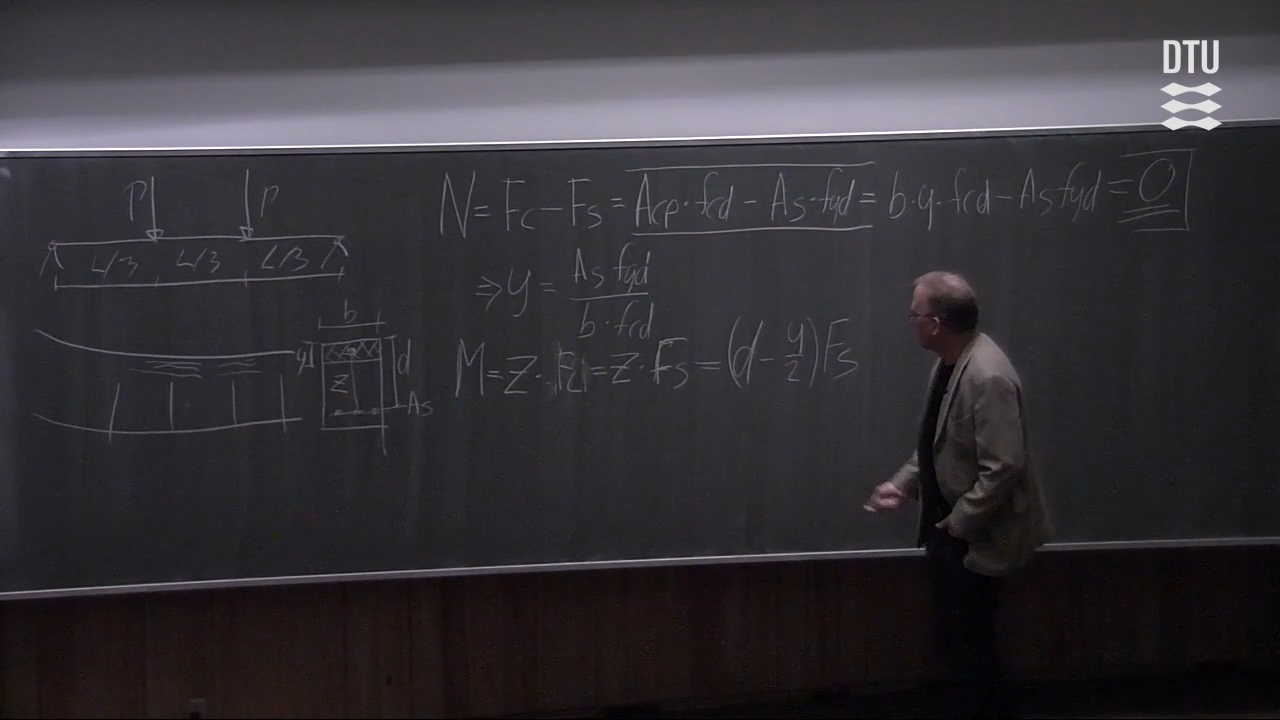 DTU
P P
L/3 L/3 L/3
b
y d
z
As
N = Fc - Fs = Acp · fcd - As · fyd = b · y · fcd - As fyd = 0
⇒ y = As fyd / b · fcd
M = z · Fc = z · Fs = (d - y/2) Fs